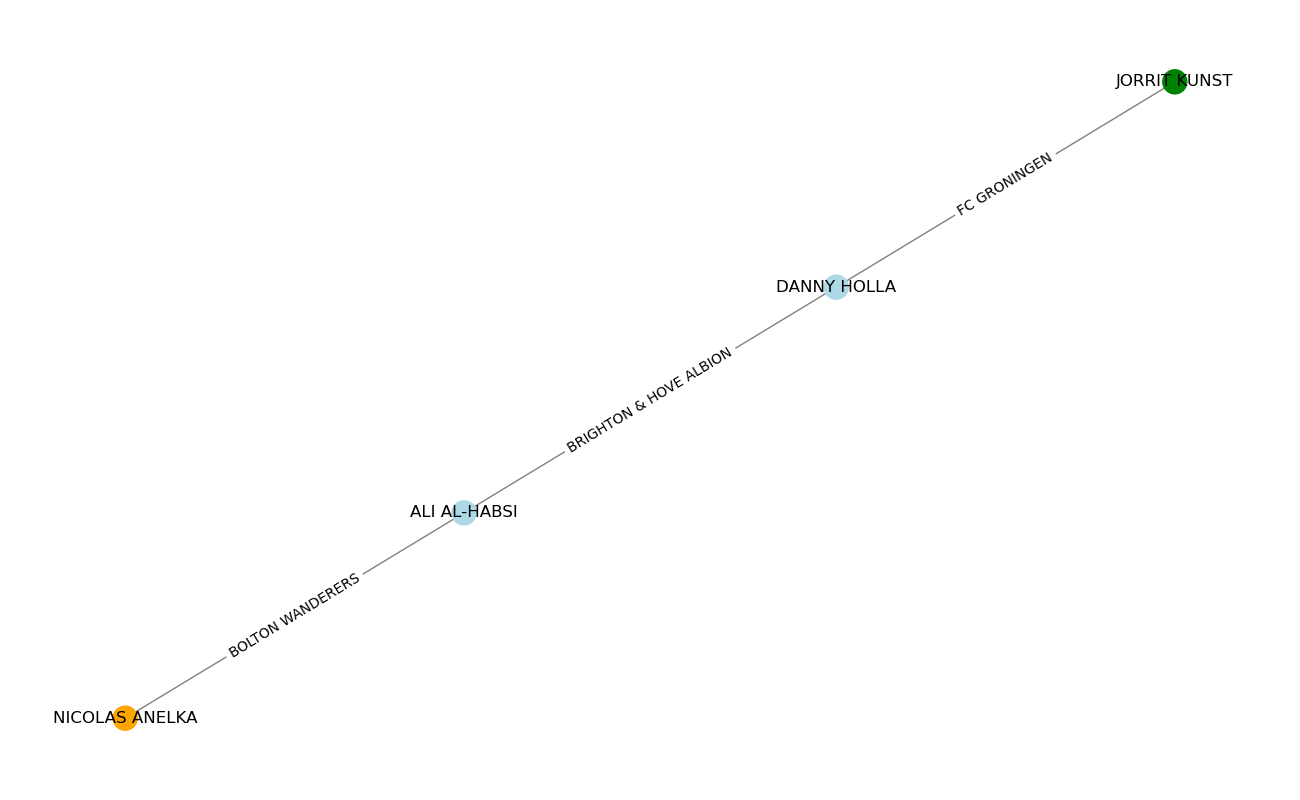 JORRIT KUNST
FC GRONINGEN
DANNY HOLLA
BRIGHTON & HOVE ALBION
ALI AL-HABSI
BOLTON WANDERERS
NICOLAS ANELKA